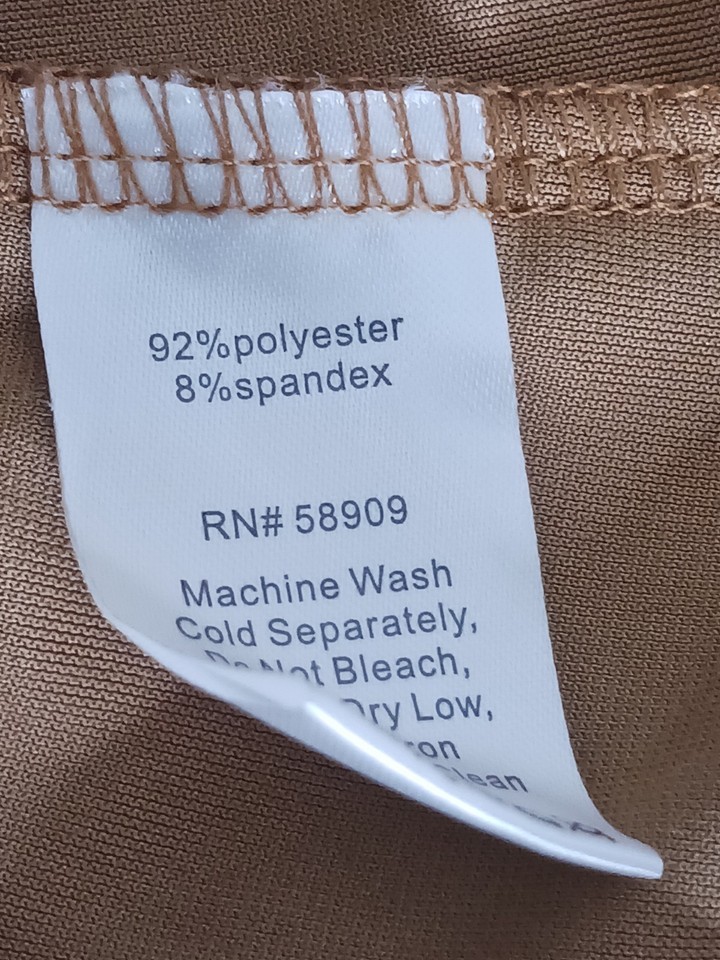 92%polyester
8%spandex
RN# 58909
Machine Wash
Cold Separately,
Do Not Bleach,
Dry Low,